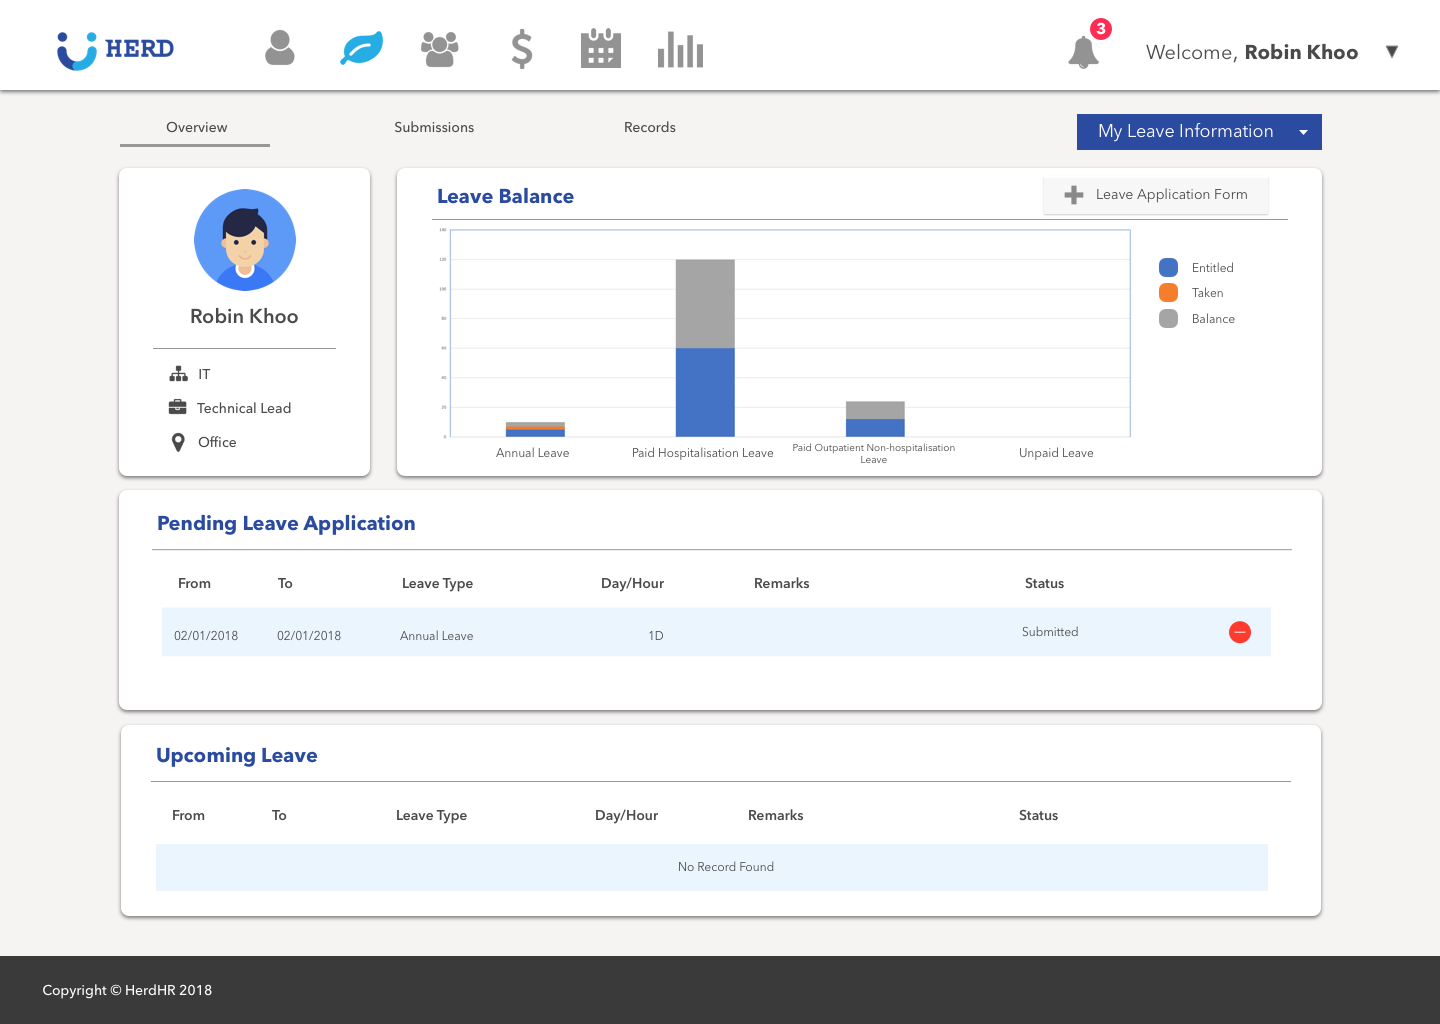 HERD
3
Welcome, Robin Khoo
Overview
Submissions
Records
My Leave Information
Robin Khoo
IT
Technical Lead
Office
Leave Balance
Leave Application Form
140
120
100
80
60
40
20
0
Annual Leave
Paid Hospitalisation Leave
Paid Outpatient Non-hospitalisation
Leave
Unpaid Leave
Entitled
Taken
Balance
Pending Leave Application
From To Leave Type Day/Hour Remarks Status
02/01/2018 02/01/2018 Annual Leave 1D Submitted
Upcoming Leave
From To Leave Type Day/Hour Remarks Status
No Record Found
Copyright © HerdHR 2018